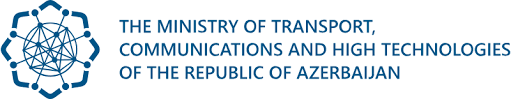 THE MINISTRY OF TRANSPORT,
COMMUNICATIONS AND HIGH TECHNOLOGIES
OF THE REPUBLIC OF AZERBAIJAN